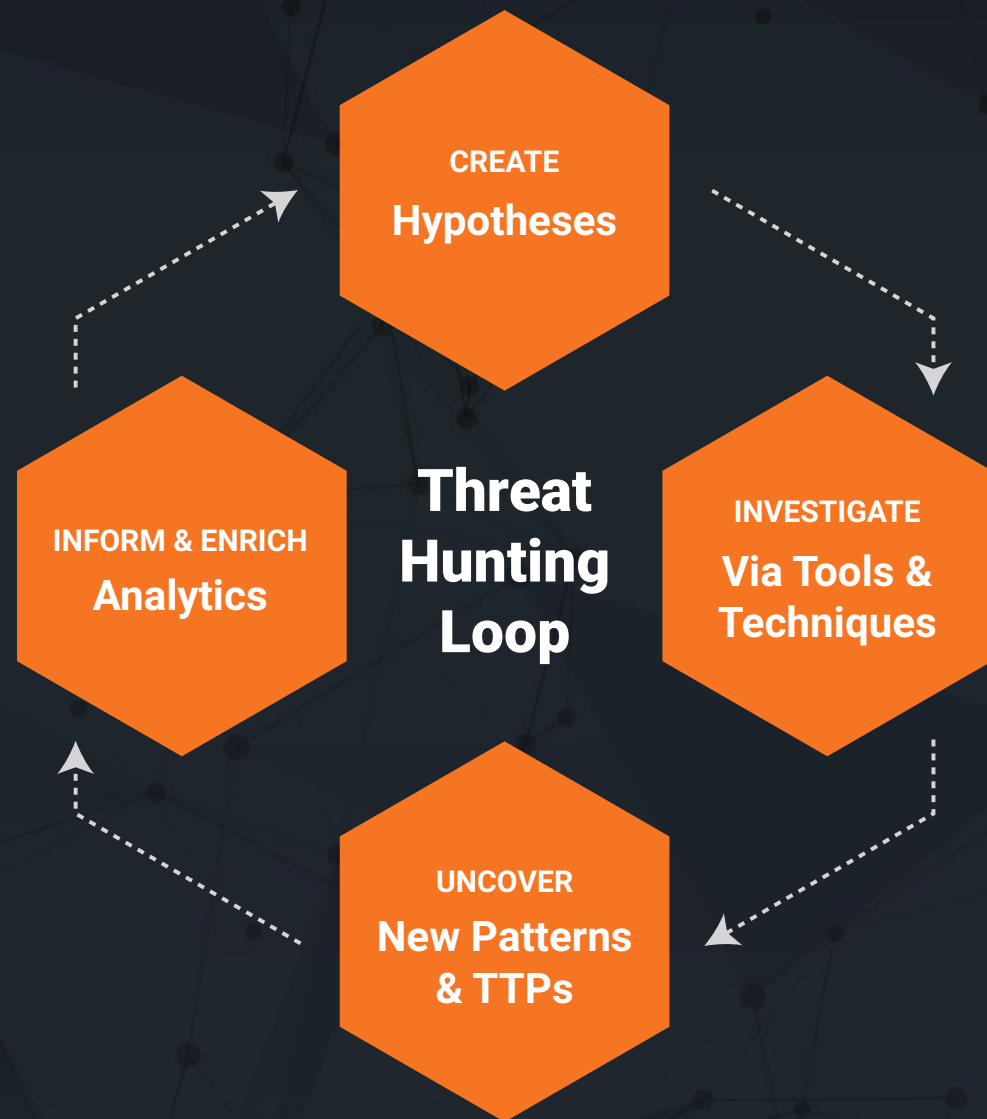 CREATE
Hypotheses
INFORM & ENRICH
Analytics
Threat
Hunting
Loop
INVESTIGATE
Via Tools &
Techniques
UNCOVER
New Patterns
& TTPs